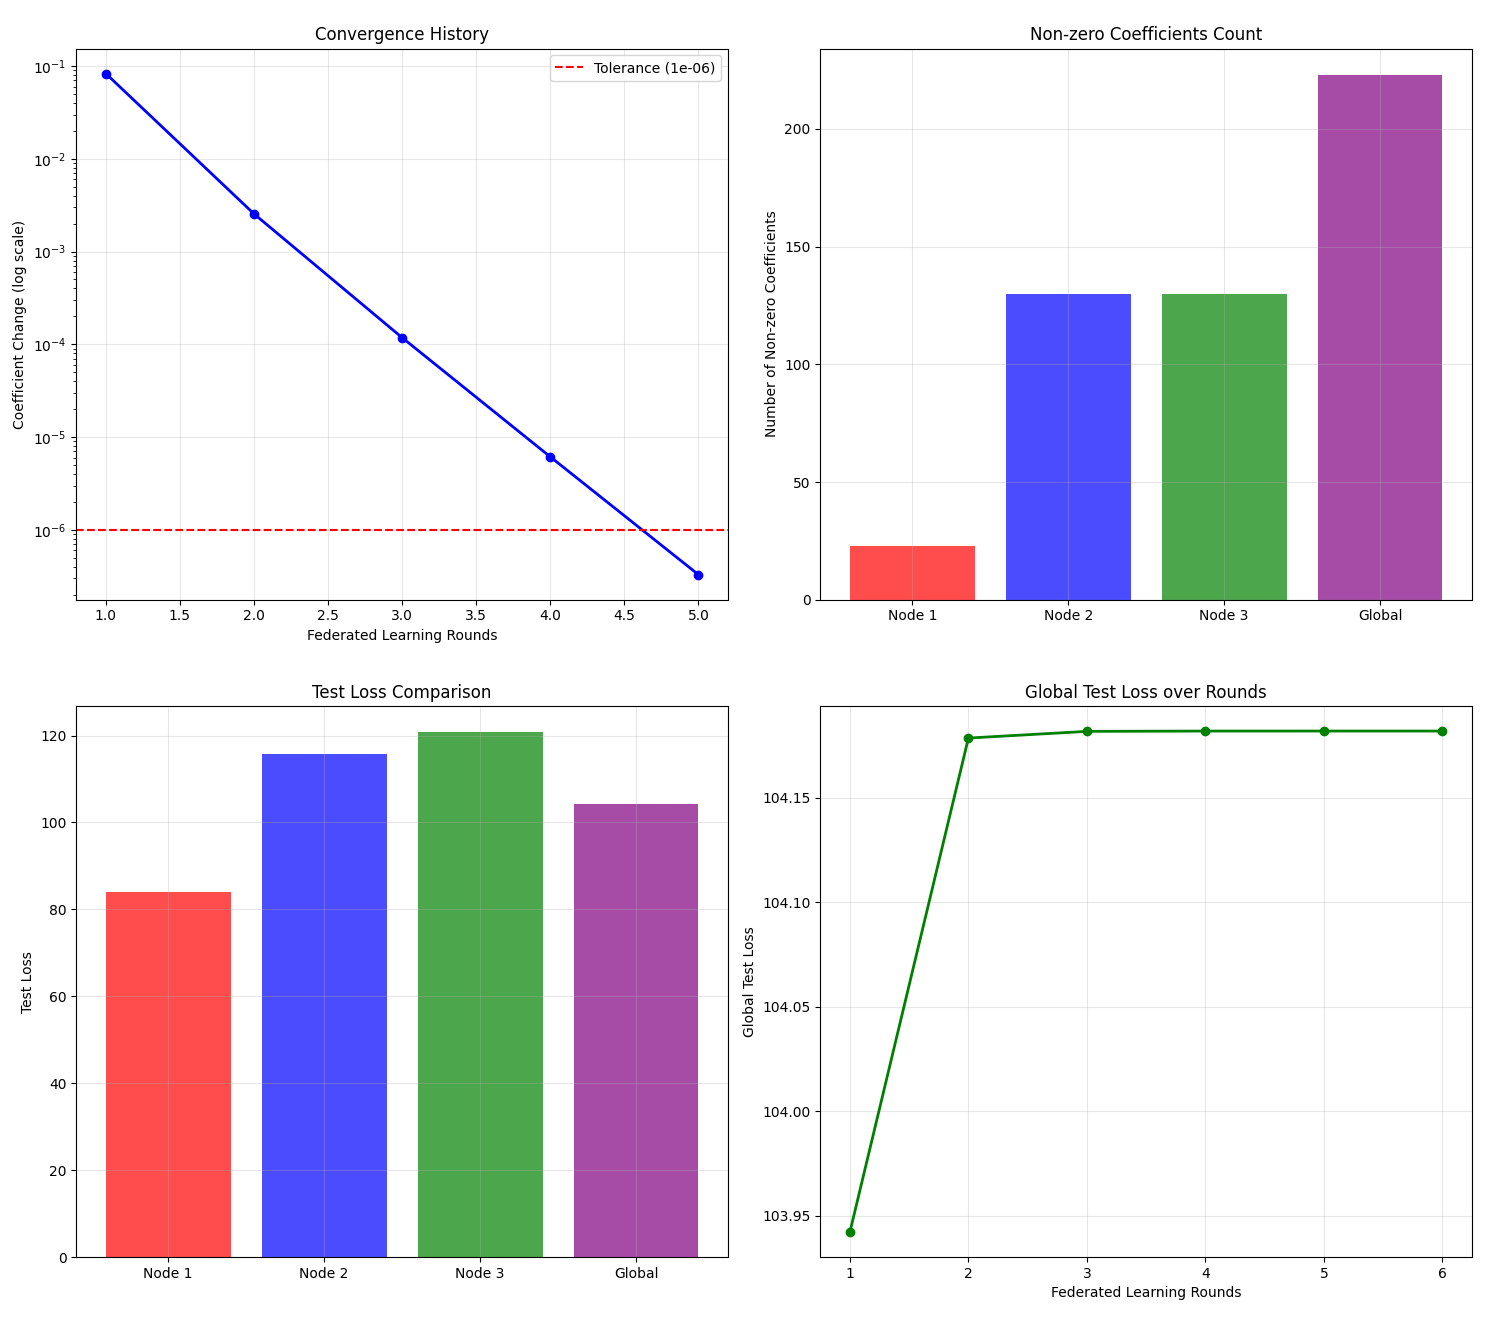 Convergence History
Tolerance (1e-06)
10⁻¹
10⁻²
10⁻³
10⁻⁴
10⁻⁵
10⁻⁶
Coefficient Change (log scale)
1.0 1.5 2.0 2.5 3.0 3.5 4.0 4.5 5.0
Federated Learning Rounds
Non-zero Coefficients Count
200
150
100
50
0
Number of Non-zero Coefficients
Node 1 Node 2 Node 3 Global
Test Loss Comparison
120
100
80
60
40
20
0
Test Loss
Node 1 Node 2 Node 3 Global
Global Test Loss over Rounds
104.15
104.10
104.05
104.00
103.95
Global Test Loss
1 2 3 4 5 6
Federated Learning Rounds